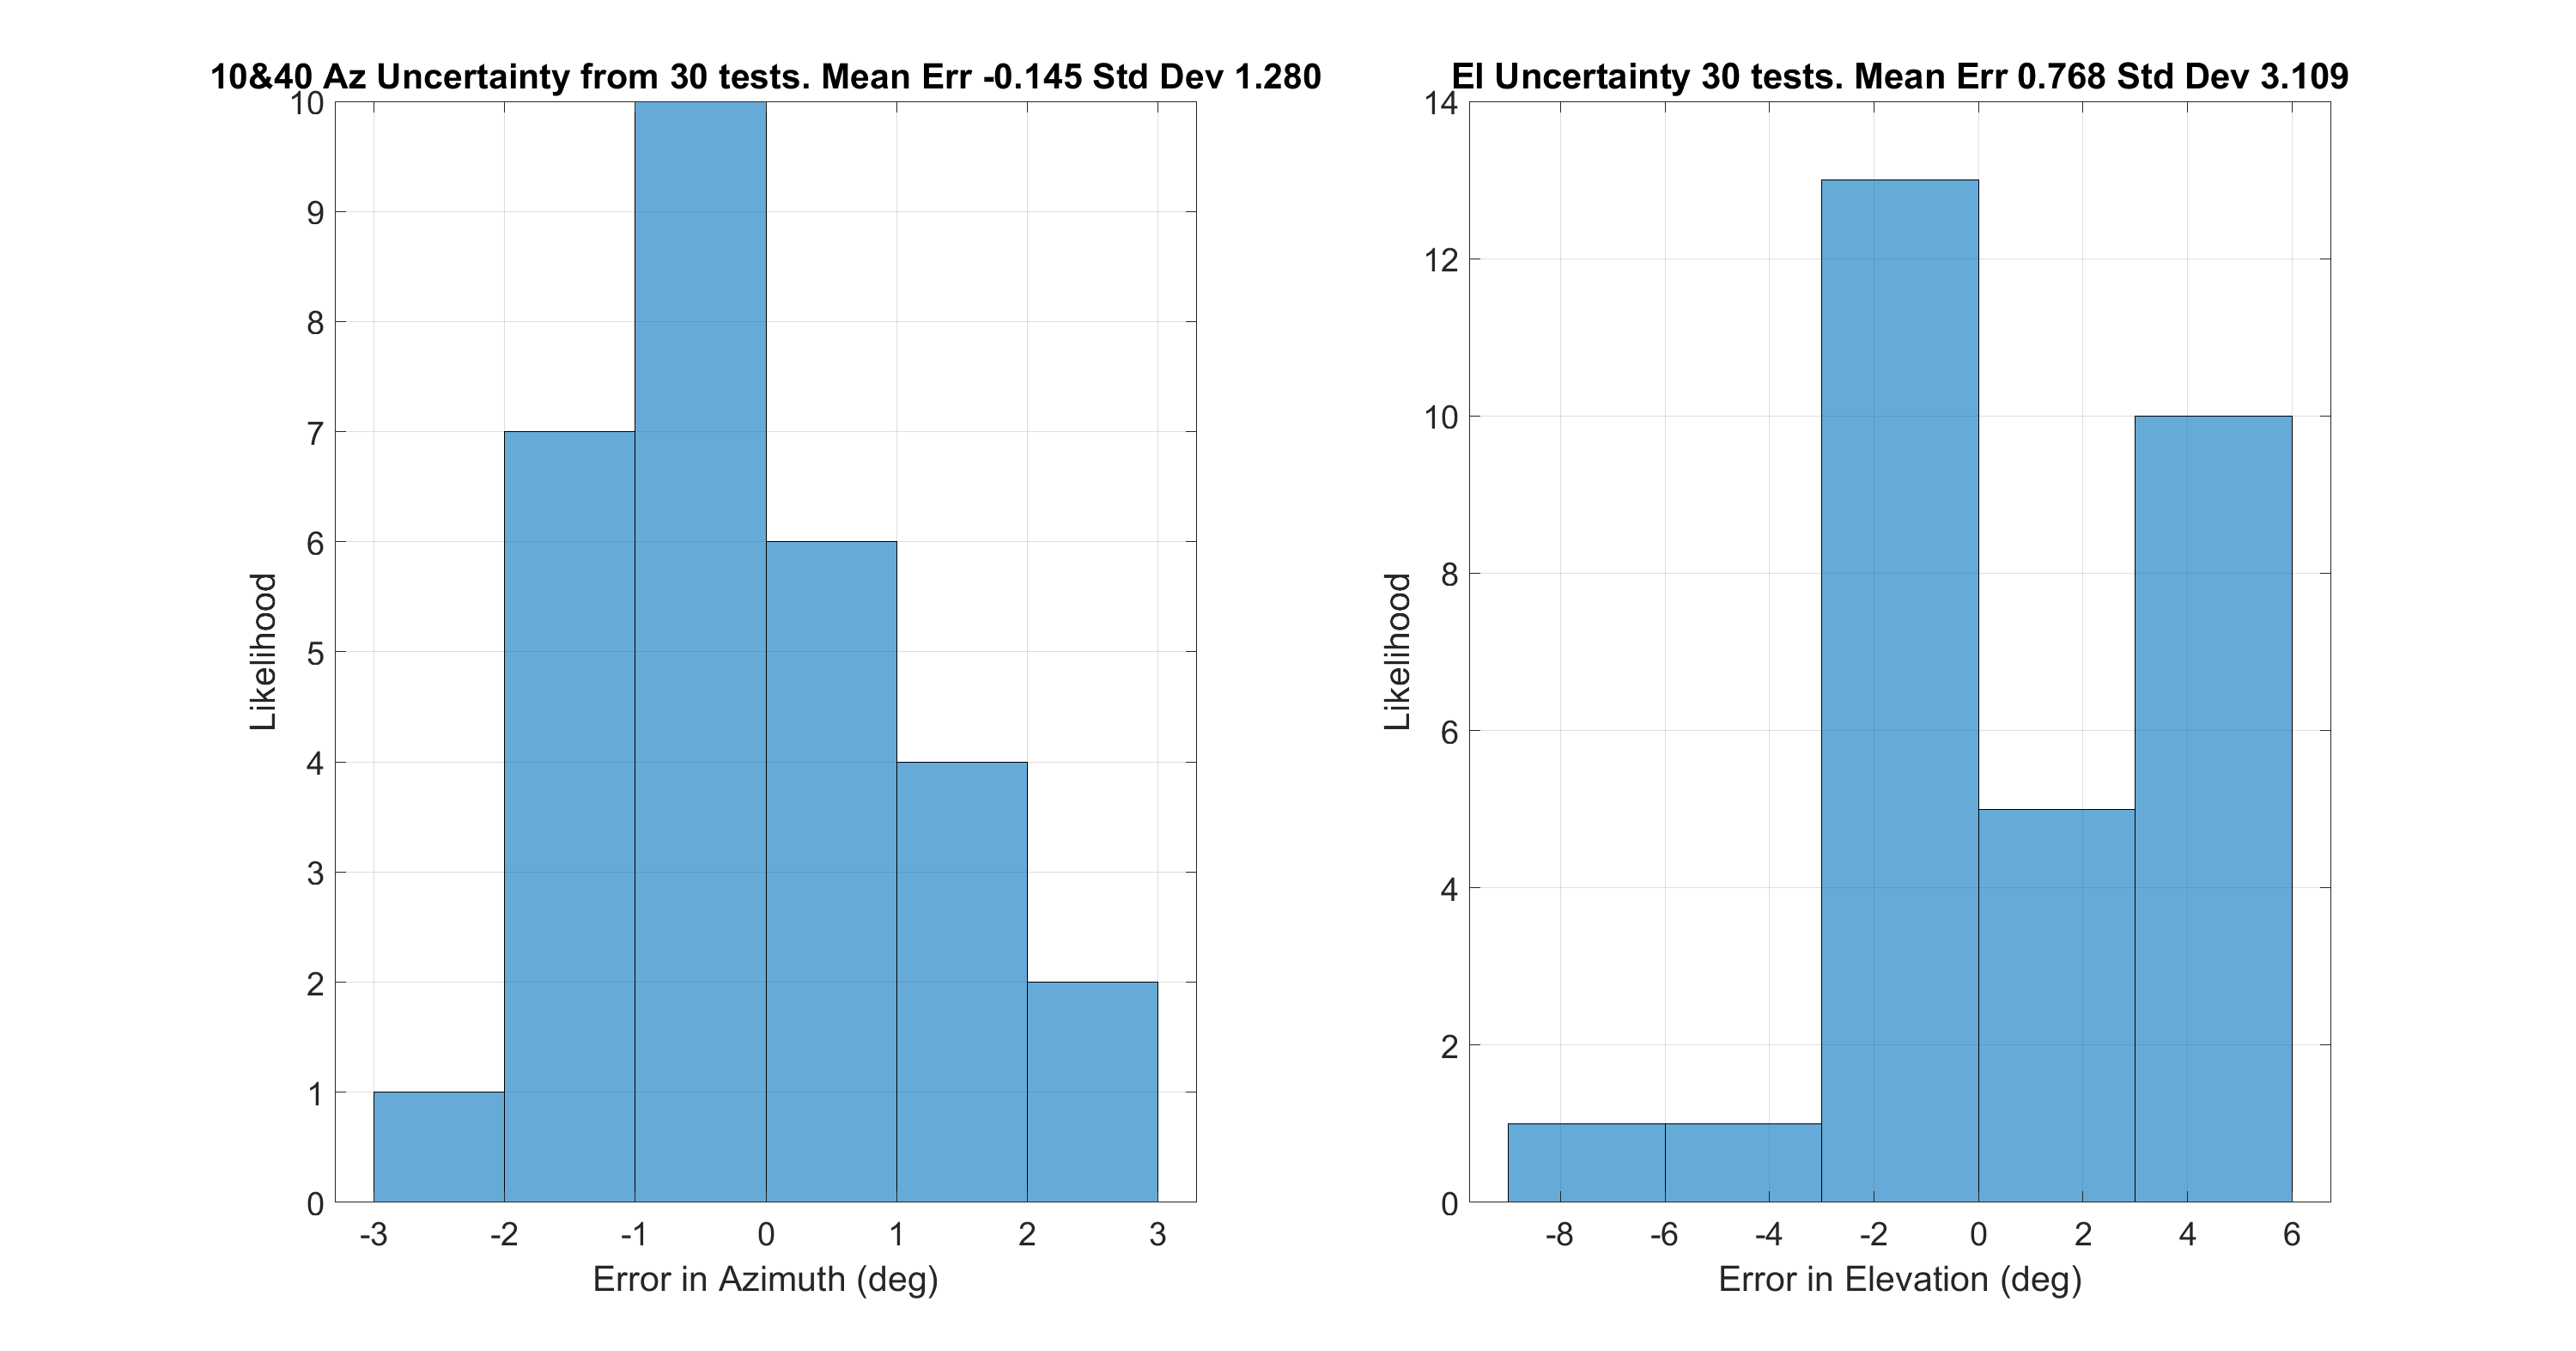 10&40 Az Uncertainty from 30 tests. Mean Err -0.145 Std Dev 1.280
10
9
8
7
6
5
4
3
2
1
0
Likelihood
-3 -2 -1 0 1 2 3
Error in Azimuth (deg)
El Uncertainty 30 tests. Mean Err 0.768 Std Dev 3.109
14
12
10
8
6
4
2
0
Likelihood
-8 -6 -4 -2 0 2 4 6
Error in Elevation (deg)